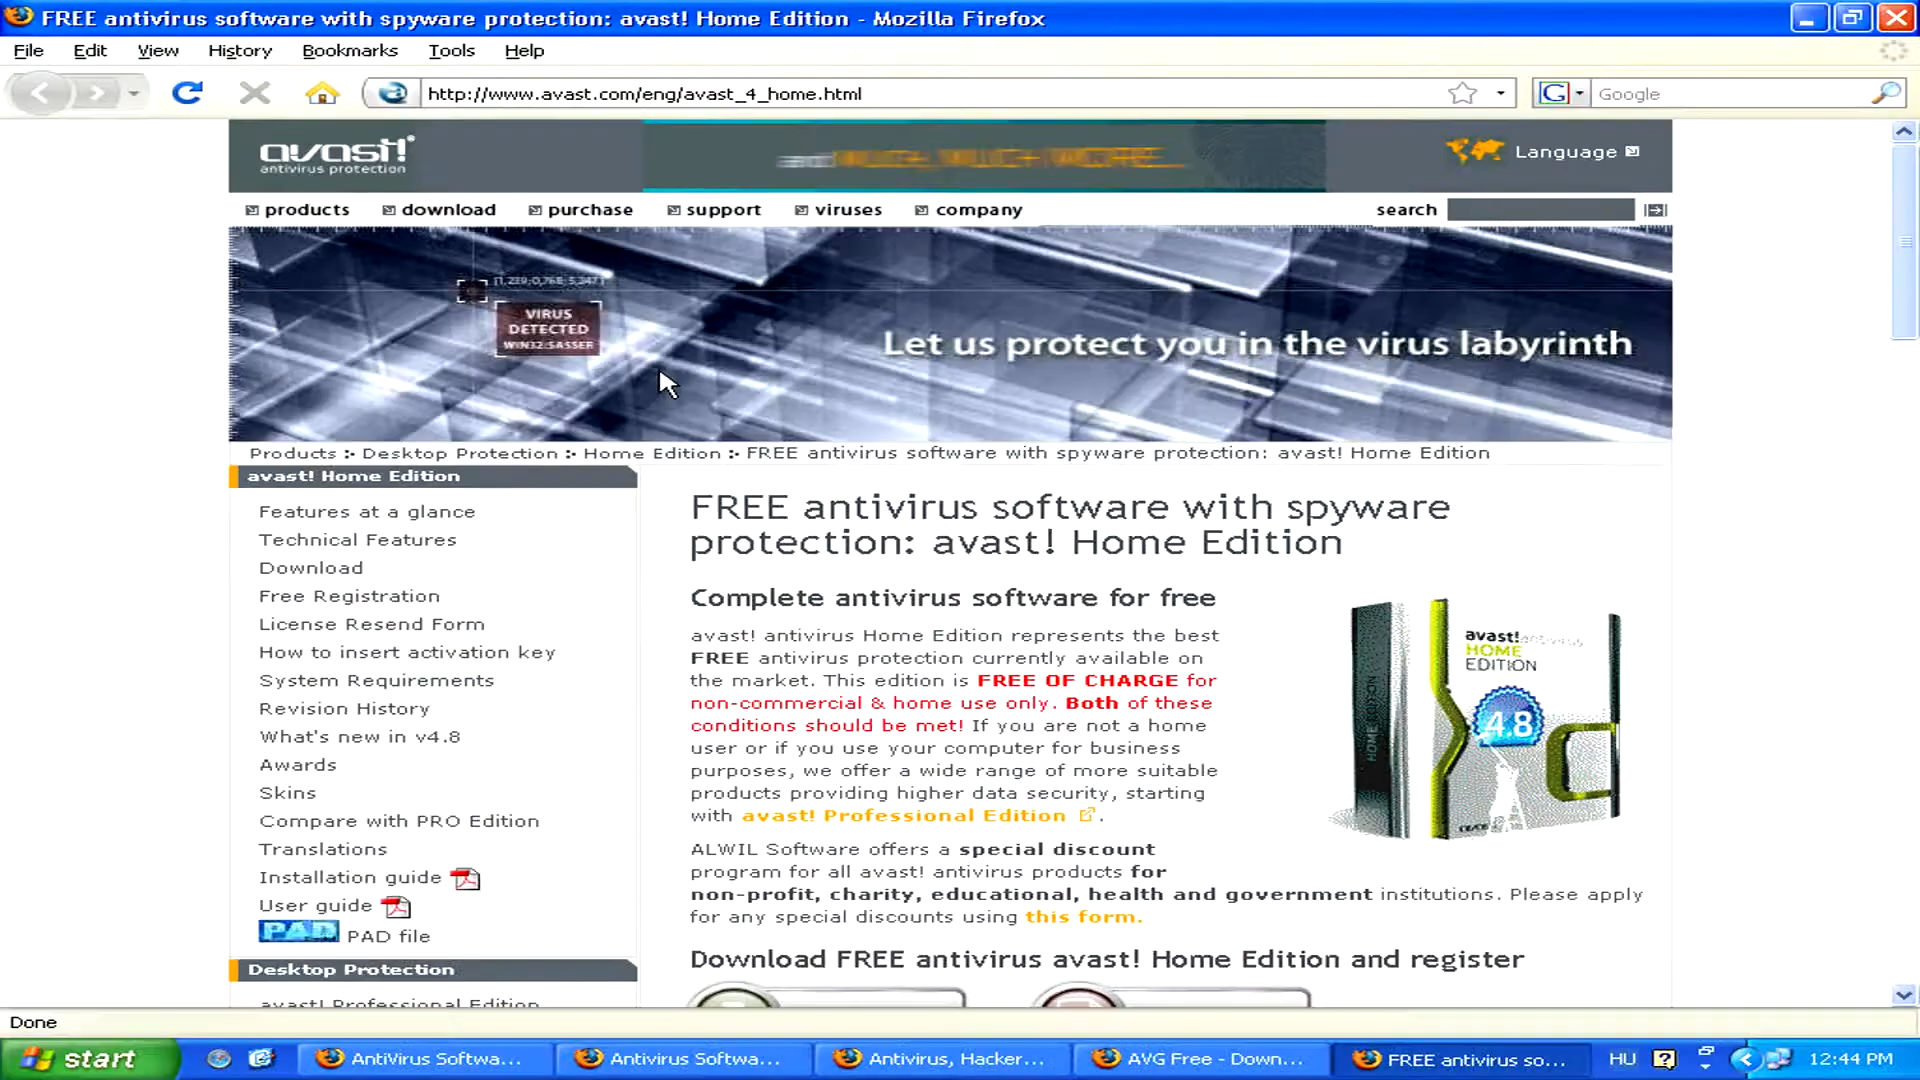 FREE antivirus software with spyware protection: avast! Home Edition - Mozilla Firefox
File Edit View History Bookmarks Tools Help
http://www.avast.com/eng/avast_4_home.html
Google
avast!
antivirus protection
Language
products download purchase support viruses company search
VIRUS
DETECTED
WIN32:SASSER
Let us protect you in the virus labyrinth
Products :- Desktop Protection :- Home Edition :- FREE antivirus software with spyware protection: avast! Home Edition
avast! Home Edition
Features at a glance
Technical Features
Download
Free Registration
License Resend Form
How to insert activation key
System Requirements
Revision History
What's new in v4.8
Awards
Skins
Compare with PRO Edition
Translations
Installation guide
User guide
PAD PAD file
Desktop Protection
avast! Professional Edition
FREE antivirus software with spyware
protection: avast! Home Edition
Complete antivirus software for free
avast! antivirus Home Edition represents the best
FREE antivirus protection currently available on
the market. This edition is FREE OF CHARGE for
non-commercial & home use only. Both of these
conditions should be met! If you are not a home
user or if you use your computer for business
purposes, we offer a wide range of more suitable
products providing higher data security, starting
with avast! Professional Edition .
ALWIL Software offers a special discount
program for all avast! antivirus products for
non-profit, charity, educational, health and government institutions. Please apply
for any special discounts using this form.
avast! antivirus
HOME
EDITION
4.8
HOME EDITION
Download FREE antivirus avast! Home Edition and register
Done
start
AntiVirus Softwa...
Antivirus Softwa...
Antivirus, Hacker...
AVG Free - Down...
FREE antivirus so...
HU
12:44 PM